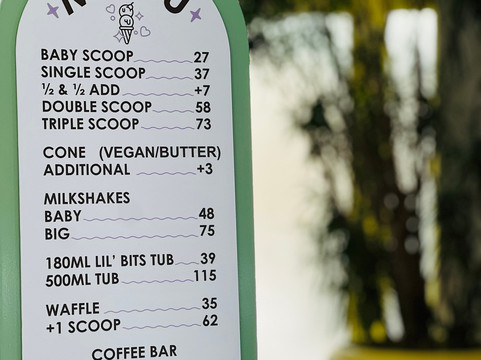 BABY SCOOP 27
SINGLE SCOOP 37
½ & ½ ADD +7
DOUBLE SCOOP 58
TRIPLE SCOOP 73
CONE (VEGAN/BUTTER)
ADDITIONAL +3
MILKSHAKES
BABY 48
BIG 75
180ML LIL' BITS TUB 39
500ML TUB 115
WAFFLE 35
+1 SCOOP 62
COFFEE BAR